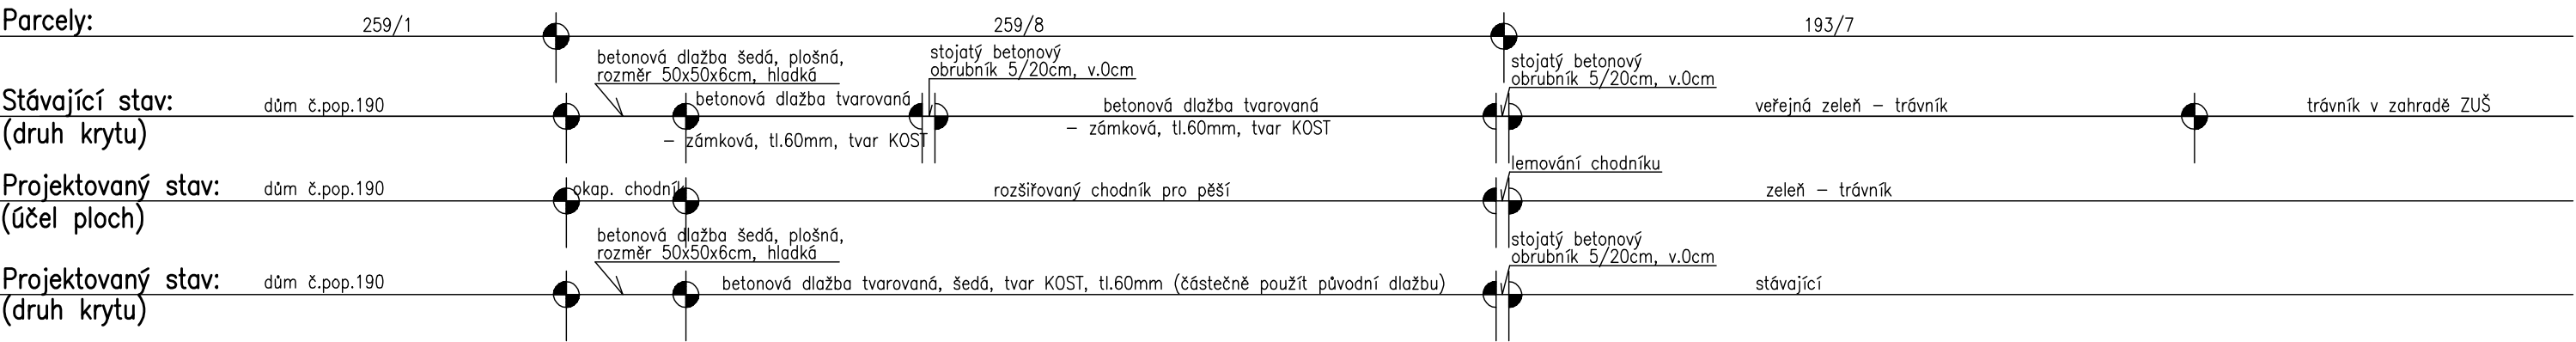 Parcely:
259/1
259/8
193/7
betonová dlažba šedá, plošná,
rozměr 50x50x6cm, hladká
stojatý betonový
obrubník 5/20cm, v.0cm
stojatý betonový
obrubník 5/20cm, v.0cm
Stávající stav:
(druh krytu)
dům č.pop.190
betonová dlažba tvarovaná
– zámková, tl.60mm, tvar KOST
betonová dlažba tvarovaná
– zámková, tl.60mm, tvar KOST
veřejná zeleň – trávník
trávník v zahradě ZUŠ
Projektovaný stav:
(účel ploch)
dům č.pop.190
okap. chodník
rozšiřovaný chodník pro pěší
lemování chodníku
zeleň – trávník
betonová dlažba šedá, plošná,
rozměr 50x50x6cm, hladká
stojatý betonový
obrubník 5/20cm, v.0cm
Projektovaný stav:
(druh krytu)
dům č.pop.190
betonová dlažba tvarovaná, šedá, tvar KOST, tl.60mm (částečně použít původní dlažbu)
stávající